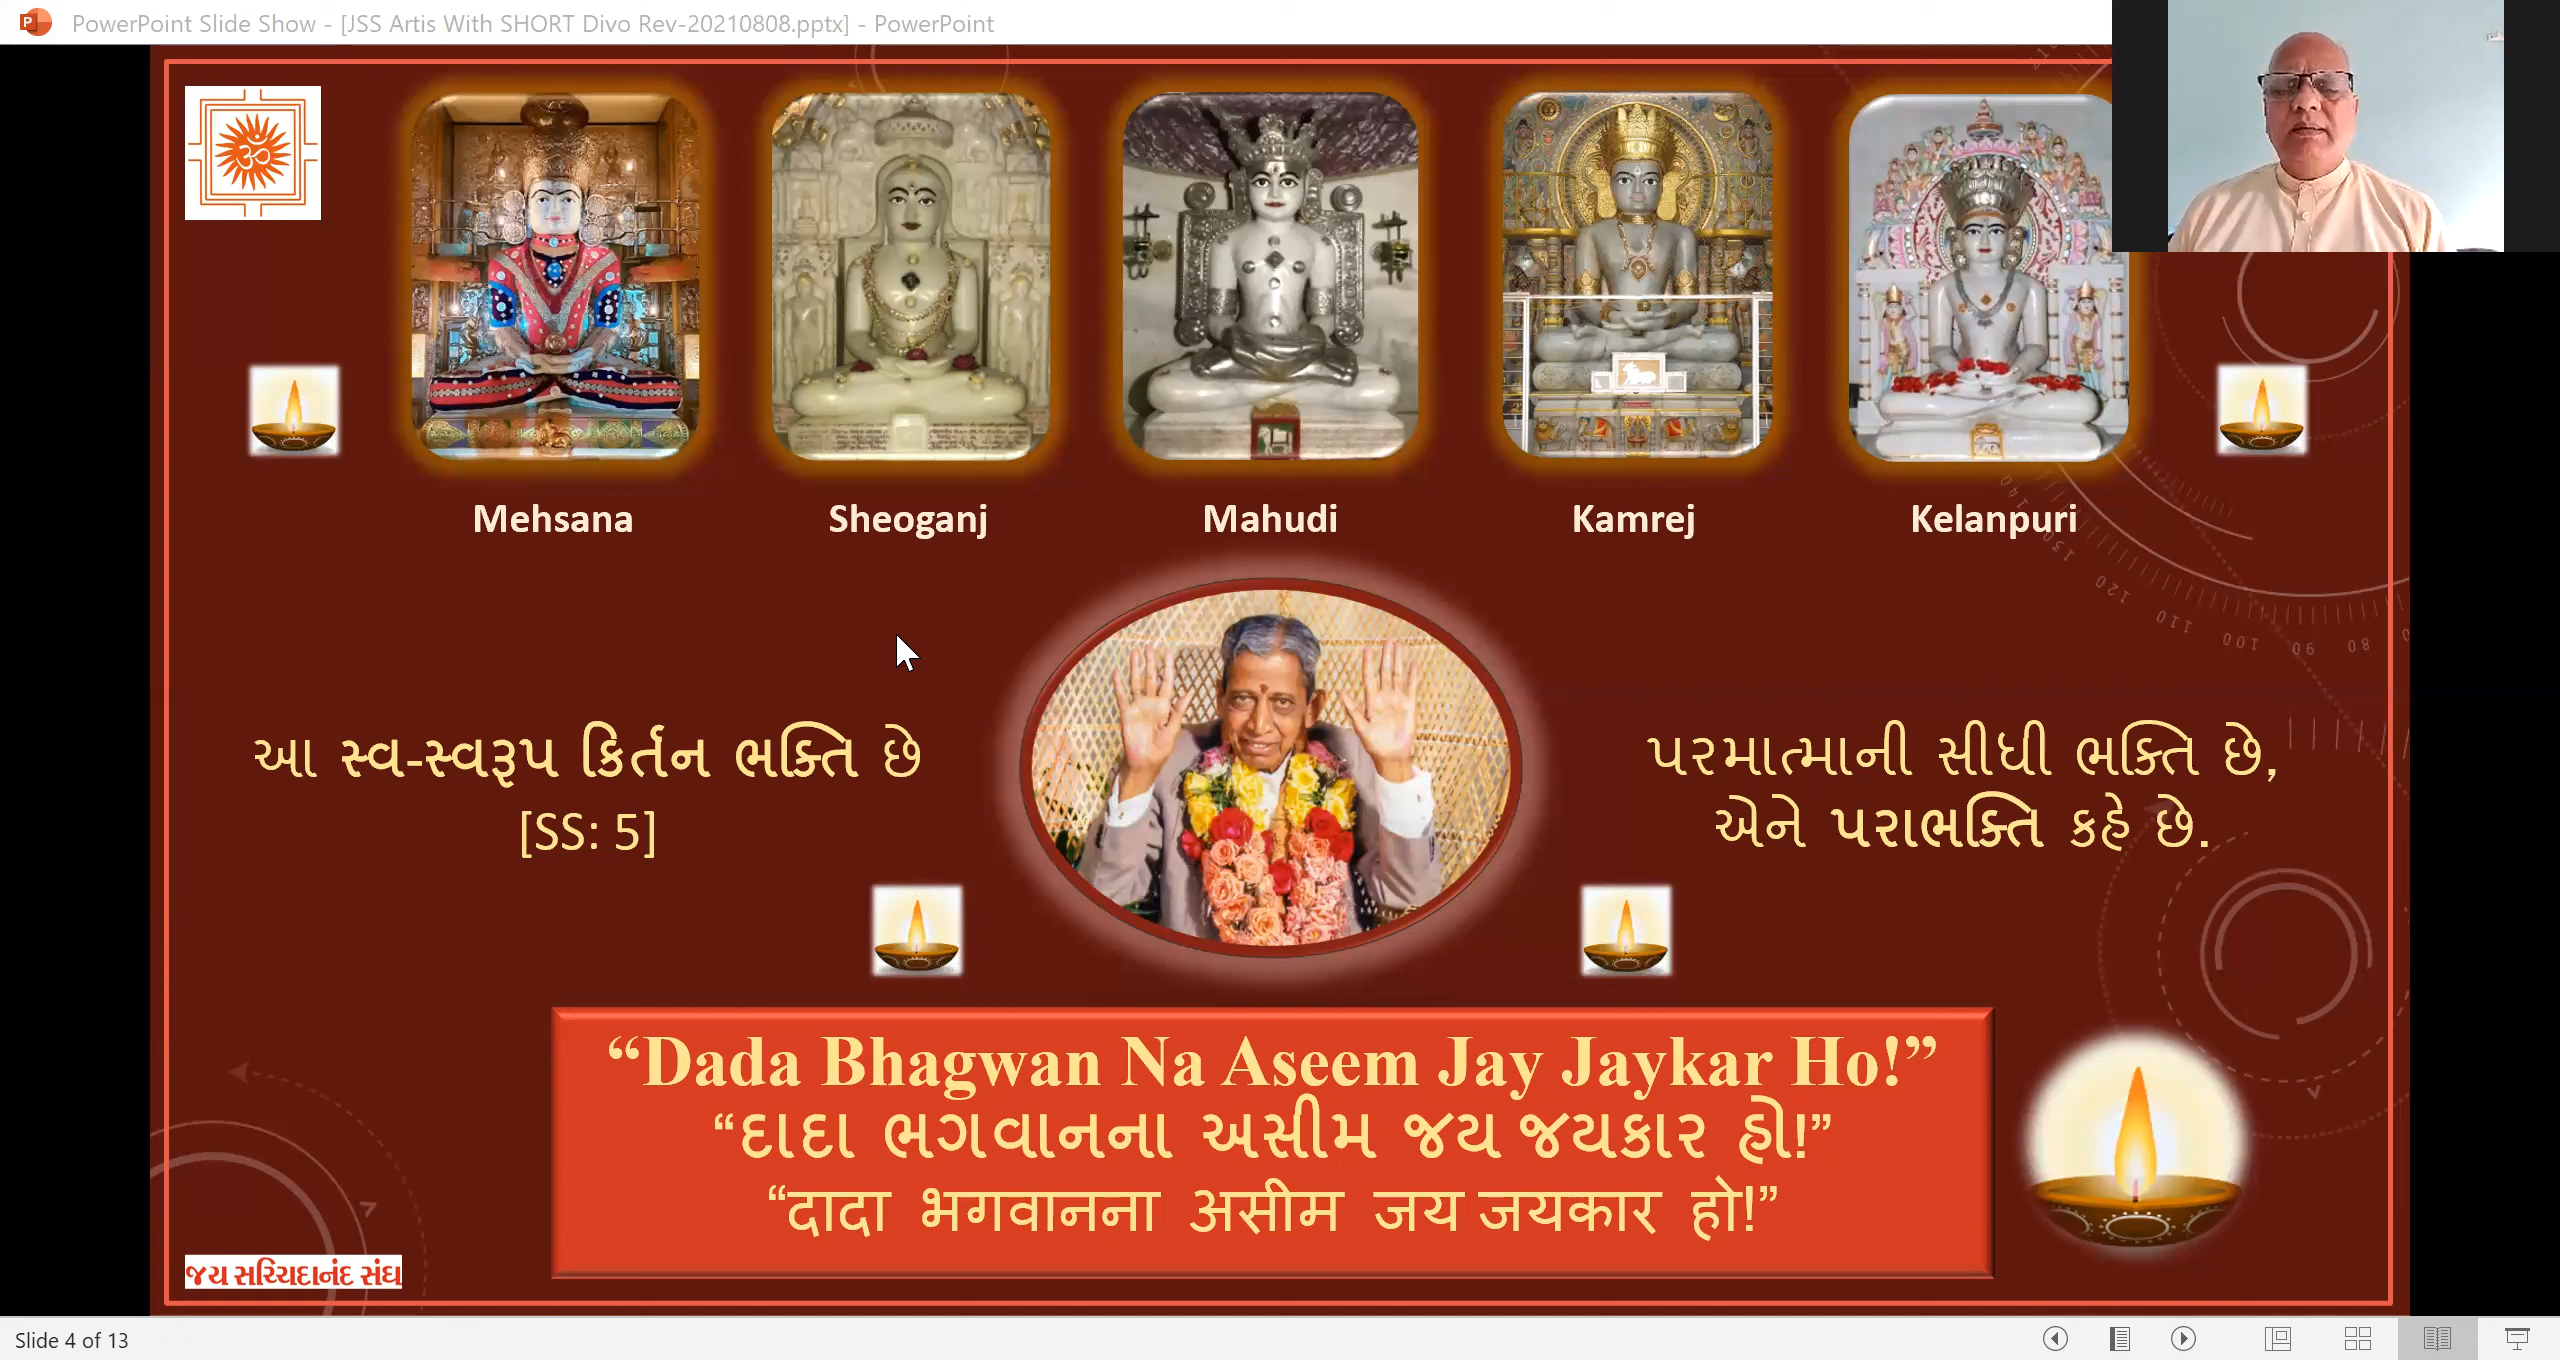 PowerPoint Slide Show - [JSS Artis With SHORT Divo Rev-20210808.pptx] - PowerPoint
Mehsana
Sheoganj
Mahudi
Kamrej
Kelanpuri
આ સ્વ-સ્વરૂપ કિર્તન ભક્તિ છે
[SS: 5]
પરમાત્માની સીધી ભક્તિ છે,
એને પરાભક્તિ કહે છે.
“Dada Bhagwan Na Aseem Jay Jaykar Ho!”
“દાદા ભગવાનના અસીમ જય જયકાર હો!”
“दादा भगवानना असीम जय जयकार हो!”
જય સચ્ચિદાનંદ સંઘ
Slide 4 of 13